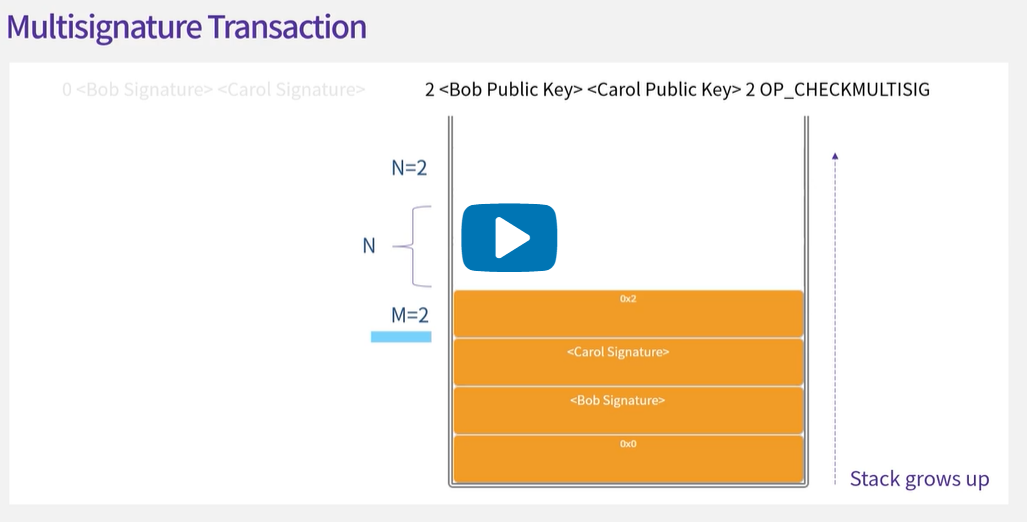 Multisignature Transaction
0 <Bob Signature> <Carol Signature>
2 <Bob Public Key> <Carol Public Key> 2 OP_CHECKMULTISIG
N=2
N
M=2
0x2
<Carol Signature>
<Bob Signature>
0x0
Stack grows up